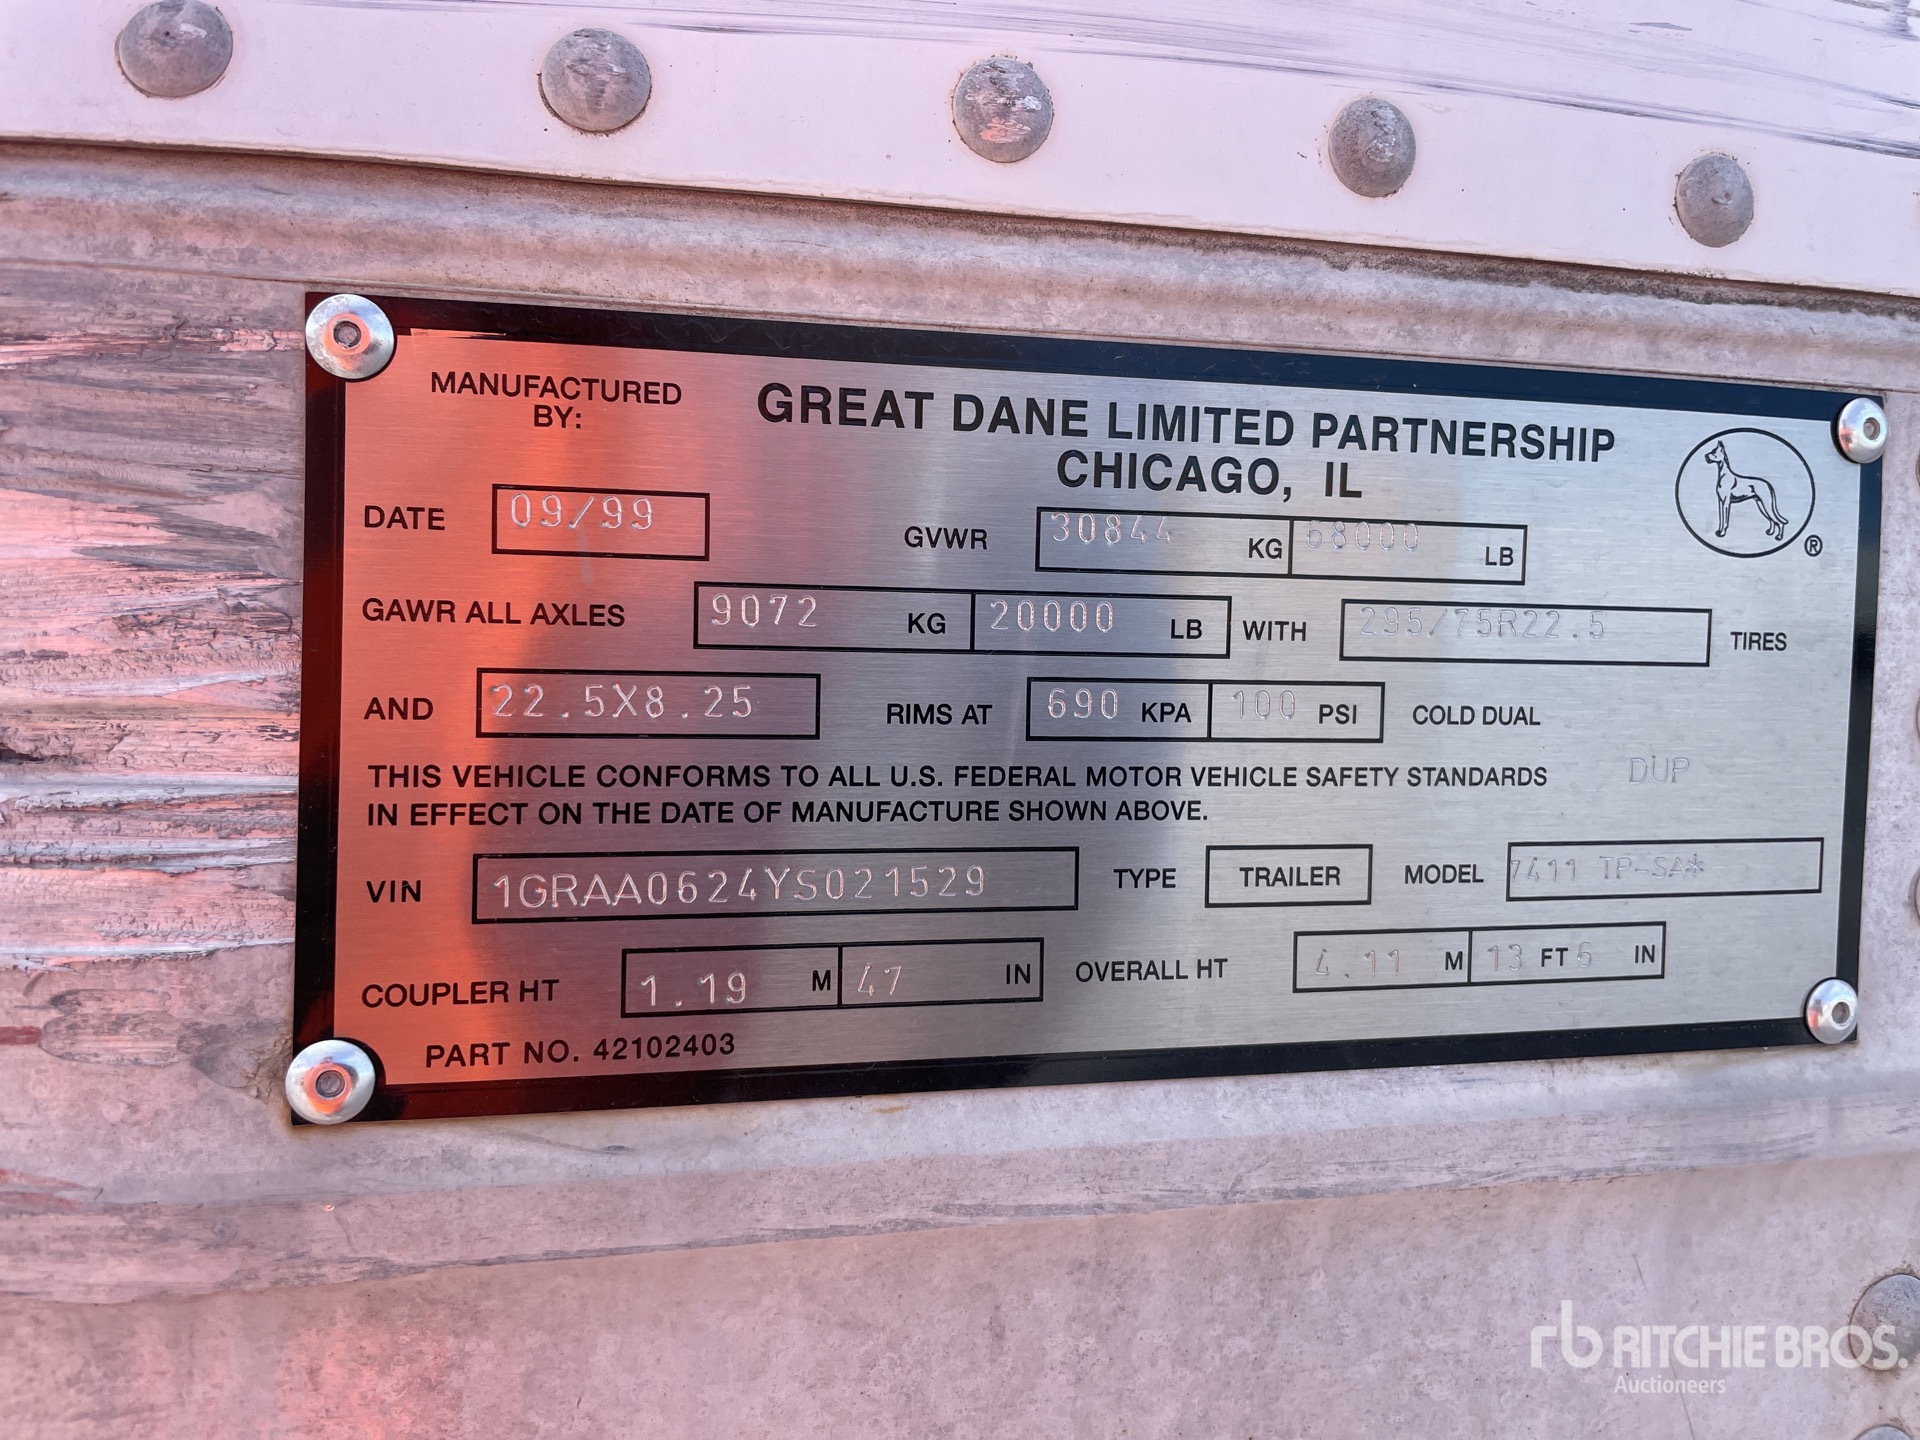 MANUFACTURED BY: GREAT DANE LIMITED PARTNERSHIP
CHICAGO, IL
®
DATE 09/99 GVWR 30844 KG 68000 LB
GAWR ALL AXLES 9072 KG 20000 LB WITH 295/75R22.5 TIRES
AND 22.5X8.25 RIMS AT 690 KPA 100 PSI COLD DUAL
THIS VEHICLE CONFORMS TO ALL U.S. FEDERAL MOTOR VEHICLE SAFETY STANDARDS DUP
IN EFFECT ON THE DATE OF MANUFACTURE SHOWN ABOVE.
VIN 1GRAA0624YS021529 TYPE TRAILER MODEL 7411 TP-SA*
COUPLER HT 1.19 M 47 IN OVERALL HT 4.11 M 13 FT 6 IN
PART NO. 42102403
rb RITCHIE BROS.
Auctioneers